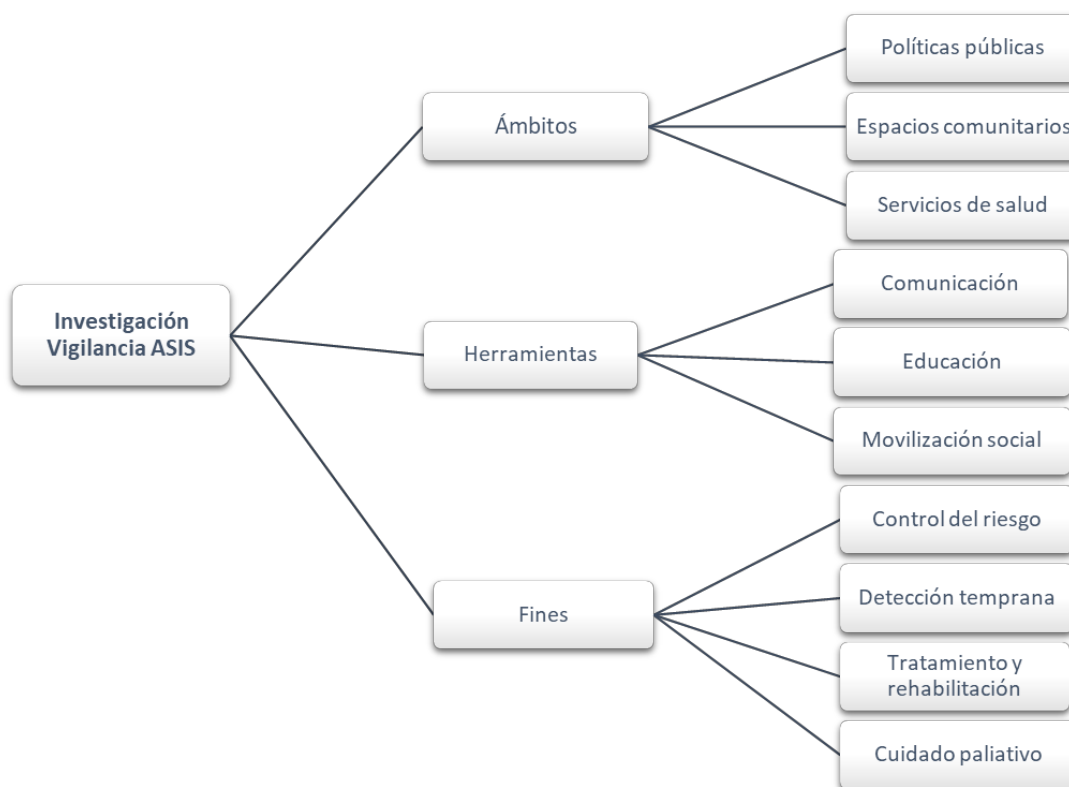 Investigación
Vigilancia ASIS
Ámbitos
Políticas públicas
Espacios comunitarios
Servicios de salud
Herramientas
Comunicación
Educación
Movilización social
Fines
Control del riesgo
Detección temprana
Tratamiento y
rehabilitación
Cuidado paliativo